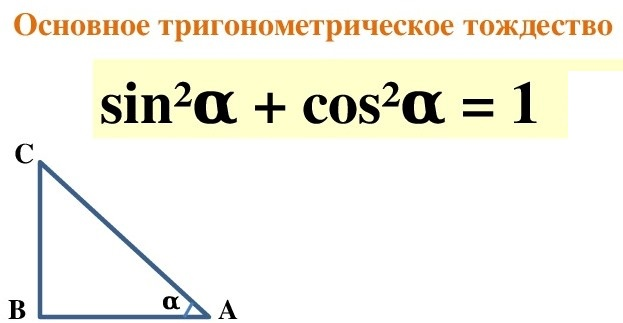 Основное тригонометрическое тождество
sin²α + cos²α = 1
C
B
α
A